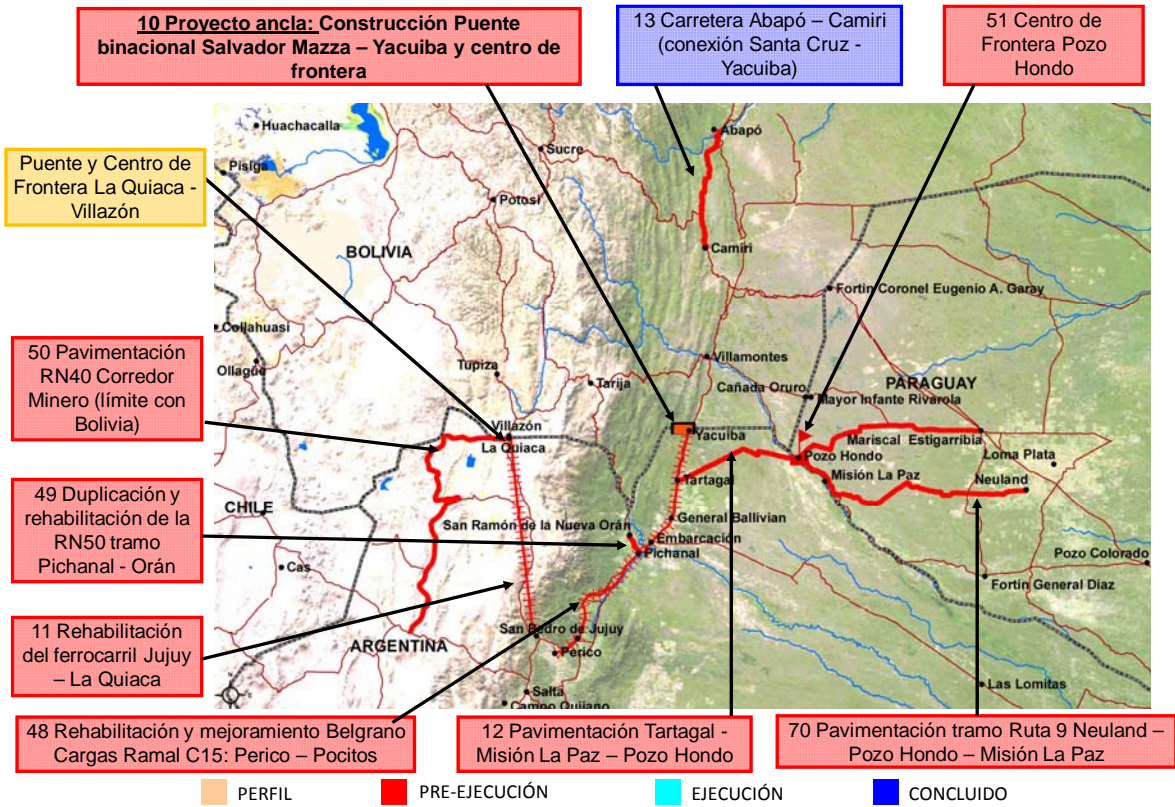 10 Proyecto ancla: Construcción Puente
binacional Salvador Mazza – Yacuiba y centro de
frontera
13 Carretera Abapó – Camiri
(conexión Santa Cruz -
Yacuiba)
51 Centro de
Frontera Pozo
Hondo
Puente y Centro de
Frontera La Quiaca -
Villazón
50 Pavimentación
RN40 Corredor
Minero (límite con
Bolivia)
49 Duplicación y
rehabilitación de la
RN50 tramo
Pichanal - Orán
11 Rehabilitación
del ferrocarril Jujuy
– La Quiaca
Huachacalla
Abapó
Sucre
Pisiga
Potosí
BOLIVIA
Camiri
Fortín Coronel Eugenio A. Garay
Collahuasi
Ollagüe
Villamontes
Tupiza
Tarija
Cañada Oruro
PARAGUAY
Mayor Infante Rivarola
Villazón
La Quiaca
Yacuiba
Mariscal Estigarribia
Pozo Hondo
Loma Plata
Misión La Paz
Neuland
Tartagal
CHILE
General Ballivian
San Ramón de la Nueva Orán
Embarcación
Pichanal
Pozo Colorado
Cas
Fortín General Díaz
San Pedro de Jujuy
ARGENTINA
Perico
Las Lomitas
Salta
Campo Quijano
48 Rehabilitación y mejoramiento Belgrano
Cargas Ramal C15: Perico – Pocitos
12 Pavimentación Tartagal -
Misión La Paz – Pozo Hondo
70 Pavimentación tramo Ruta 9 Neuland –
Pozo Hondo – Misión La Paz
PERFIL
PRE-EJECUCIÓN
EJECUCIÓN
CONCLUIDO